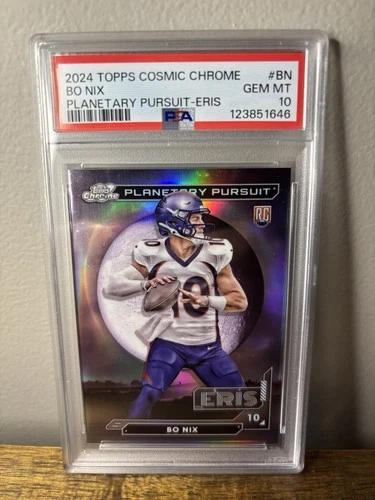 2024 TOPPS COSMIC CHROME #BN
BO NIX GEM MT
PLANETARY PURSUIT-ERIS 10
PSA 123851646
Topps Chrome PLANETARY PURSUIT
RC
10
10
ERIS
10
BO NIX